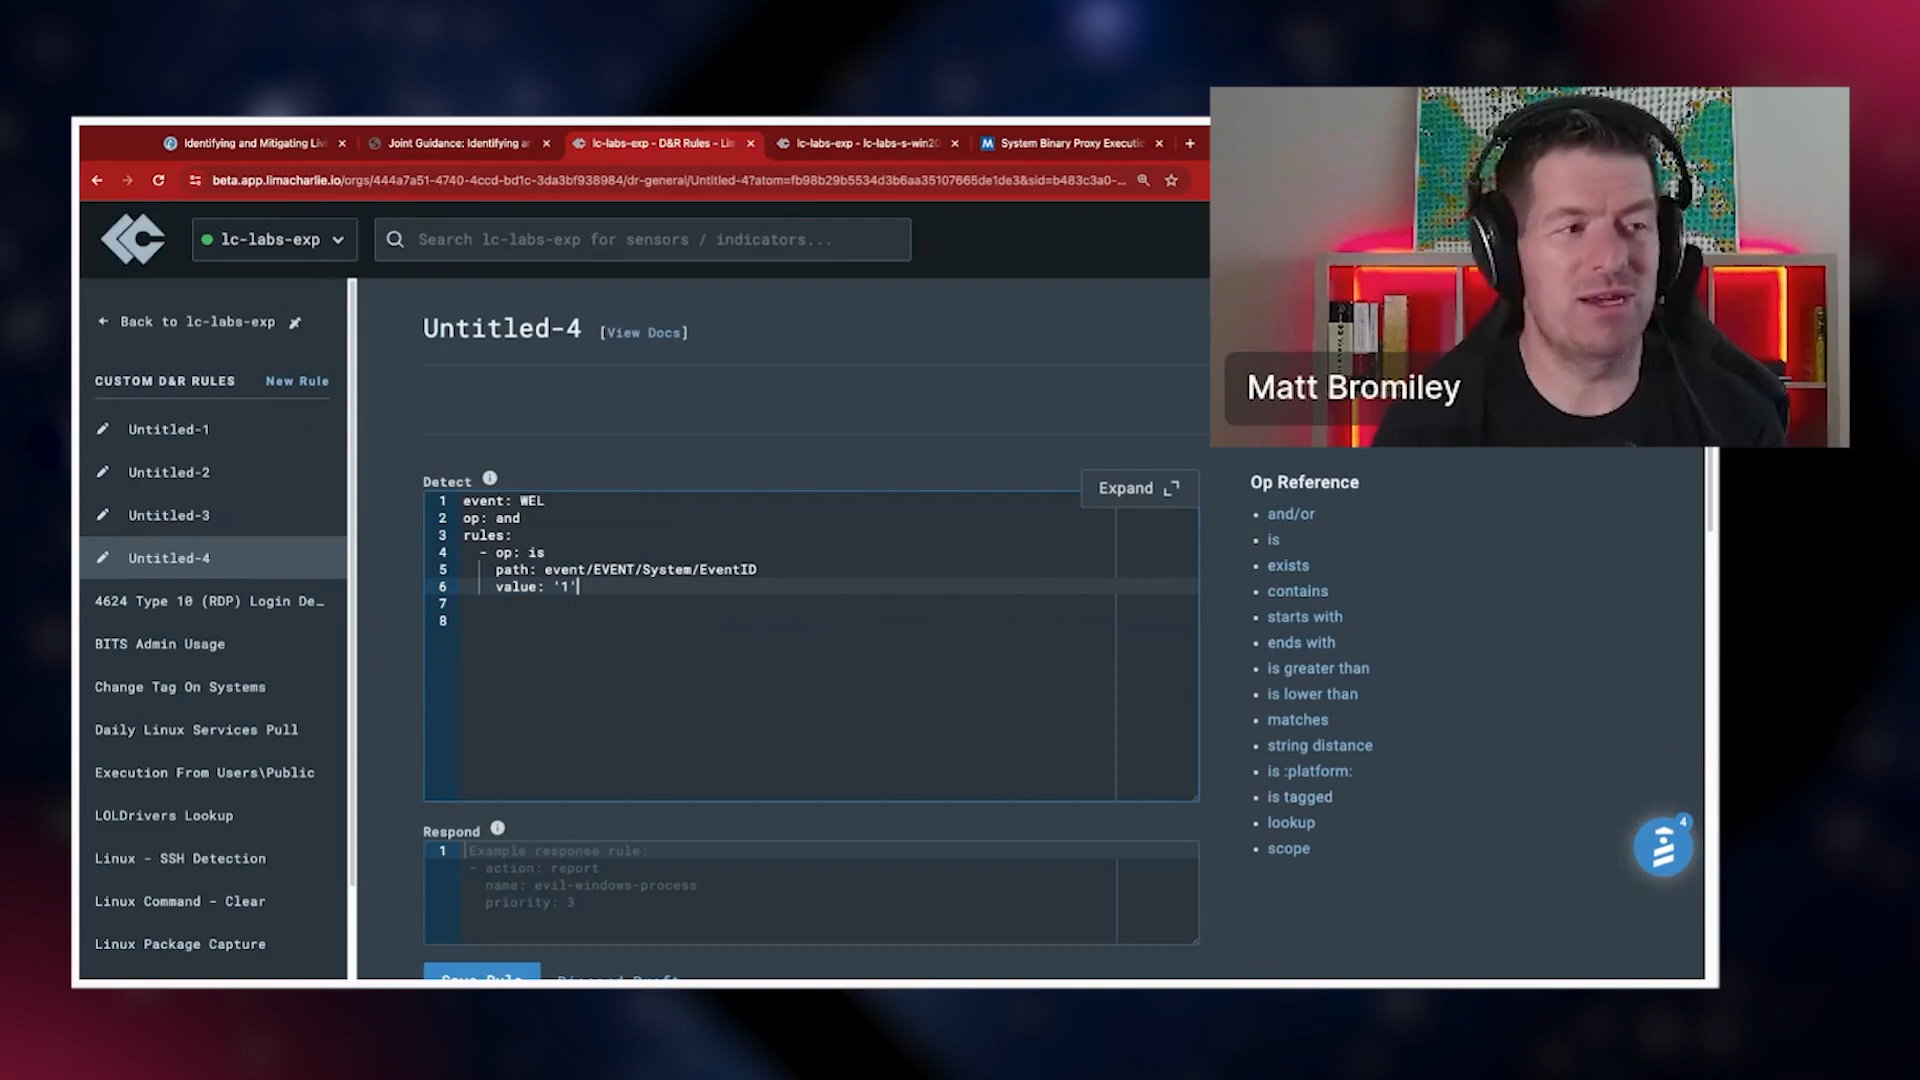 Identifying and Mitigating Livi
Joint Guidance: Identifying an
lc-labs-exp - D&R Rules - Lim
lc-labs-exp - lc-labs-s-win20
System Binary Proxy Executio
beta.app.limacharlie.io/orgs/444a7a51-4740-4ccd-bd1c-3da3bf938984/dr-general/Untitled-4?atom=fb98b29b5534d3b6aa35107665de1de3&sid=b483c3a0-...
lc-labs-exp
Search lc-labs-exp for sensors / indicators...
Matt Bromiley
Back to lc-labs-exp
CUSTOM D&R RULES New Rule
Untitled-1
Untitled-2
Untitled-3
Untitled-4
4624 Type 10 (RDP) Login De...
BITS Admin Usage
Change Tag On Systems
Daily Linux Services Pull
Execution From Users\Public
LOLDrivers Lookup
Linux - SSH Detection
Linux Command - Clear
Linux Package Capture
Untitled-4 [View Docs]
Detect
Expand
1 event: WEL
2 op: and
3 rules:
4 - op: is
5 path: event/EVENT/System/EventID
6 value: '1'
7
8
Respond
1 Example response rule:
- action: report
name: evil-windows-process
priority: 3
Save Rule Discard Draft
Op Reference
and/or
is
exists
contains
starts with
ends with
is greater than
is lower than
matches
string distance
is :platform:
is tagged
lookup
scope
4